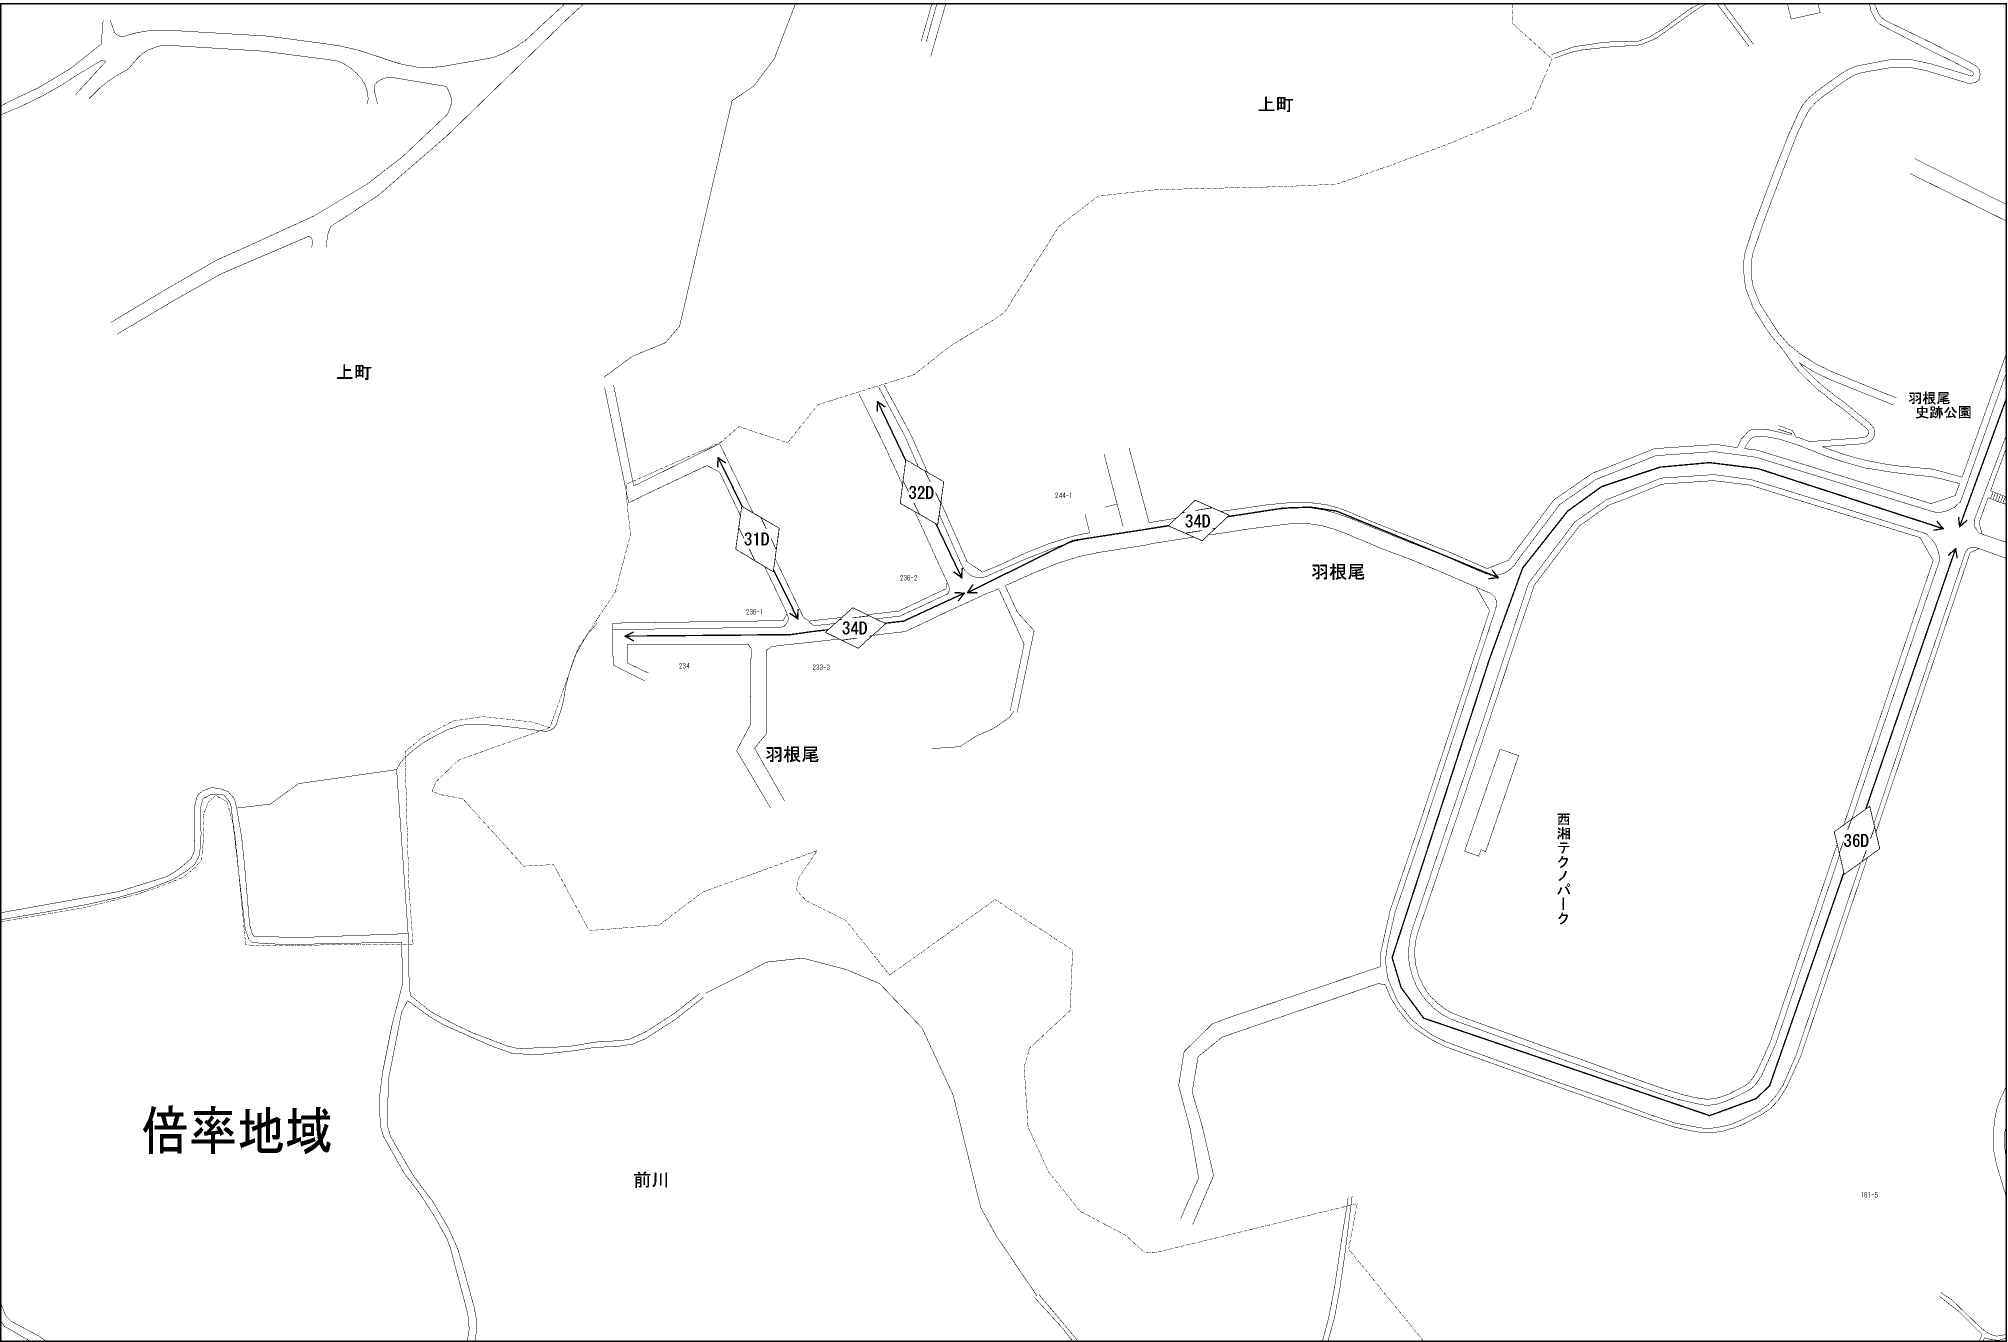 上町
上町
羽根尾
史跡公園
32D
244-1
34D
31D
羽根尾
236-2
236-1
34D
234
233-3
羽根尾
西湘テクノパーク
36D
倍率地域
前川
161-5